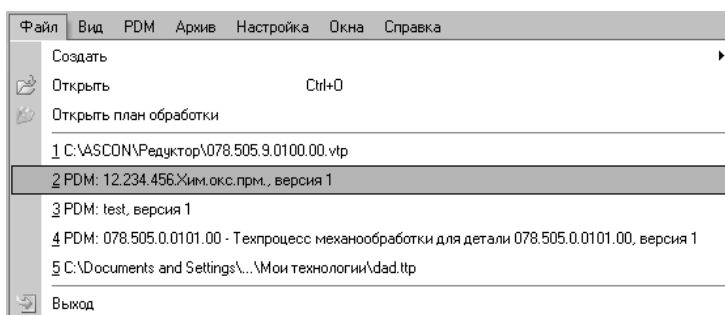 Файл Вид PDM Архив Настройка Окна Справка
Создать
Открыть Ctrl+O
Открыть план обработки
1 C:\ASCON\Редуктор\078.505.9.0100.00.vtp
2 PDM: 12.234.456.Хим.окс.прм., версия 1
3 PDM: test, версия 1
4 PDM: 078.505.0.0101.00 - Техпроцесс механообработки для детали 078.505.0.0101.00, версия 1
5 C:\Documents and Settings\...\Мои технологии\dad.ttp
Выход